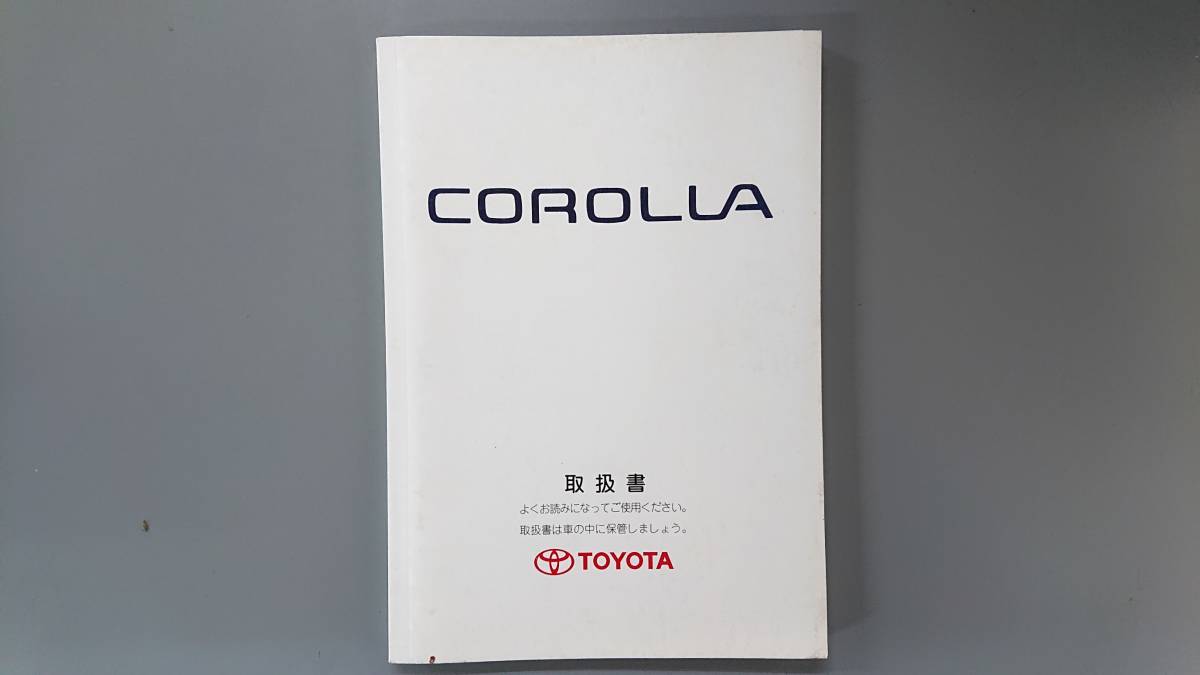 COROLLA
取扱書
よくお読みになってご使用ください。
取扱書は車の中に保管しましょう。
TOYOTA